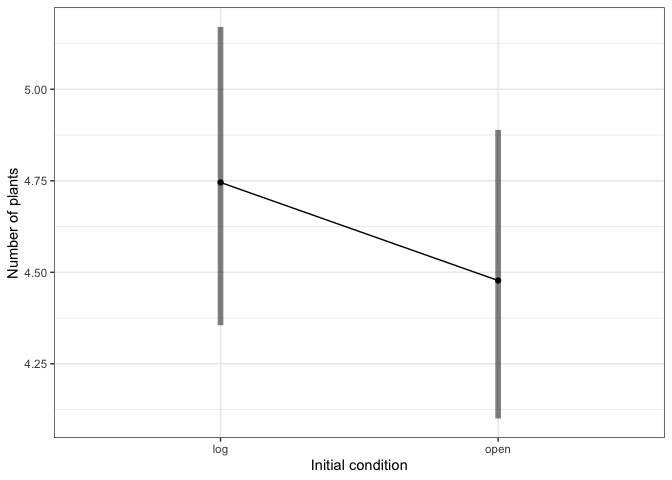 Number of plants
5.00
4.75
4.50
4.25
log
open
Initial condition